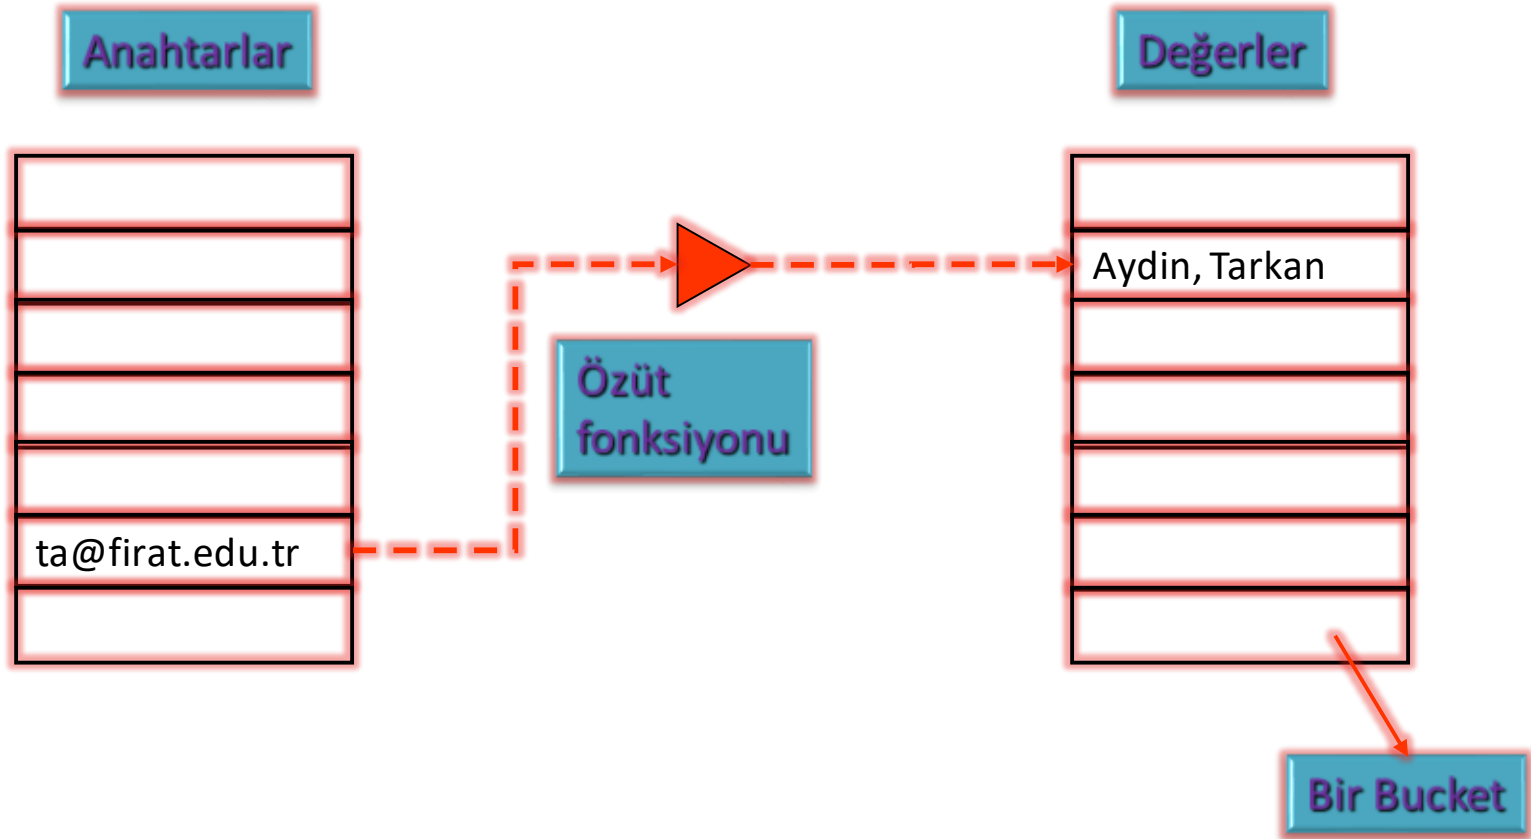 Anahtarlar
Değerler
Aydin, Tarkan
Özüt
fonksiyonu
ta@firat.edu.tr
Bir Bucket